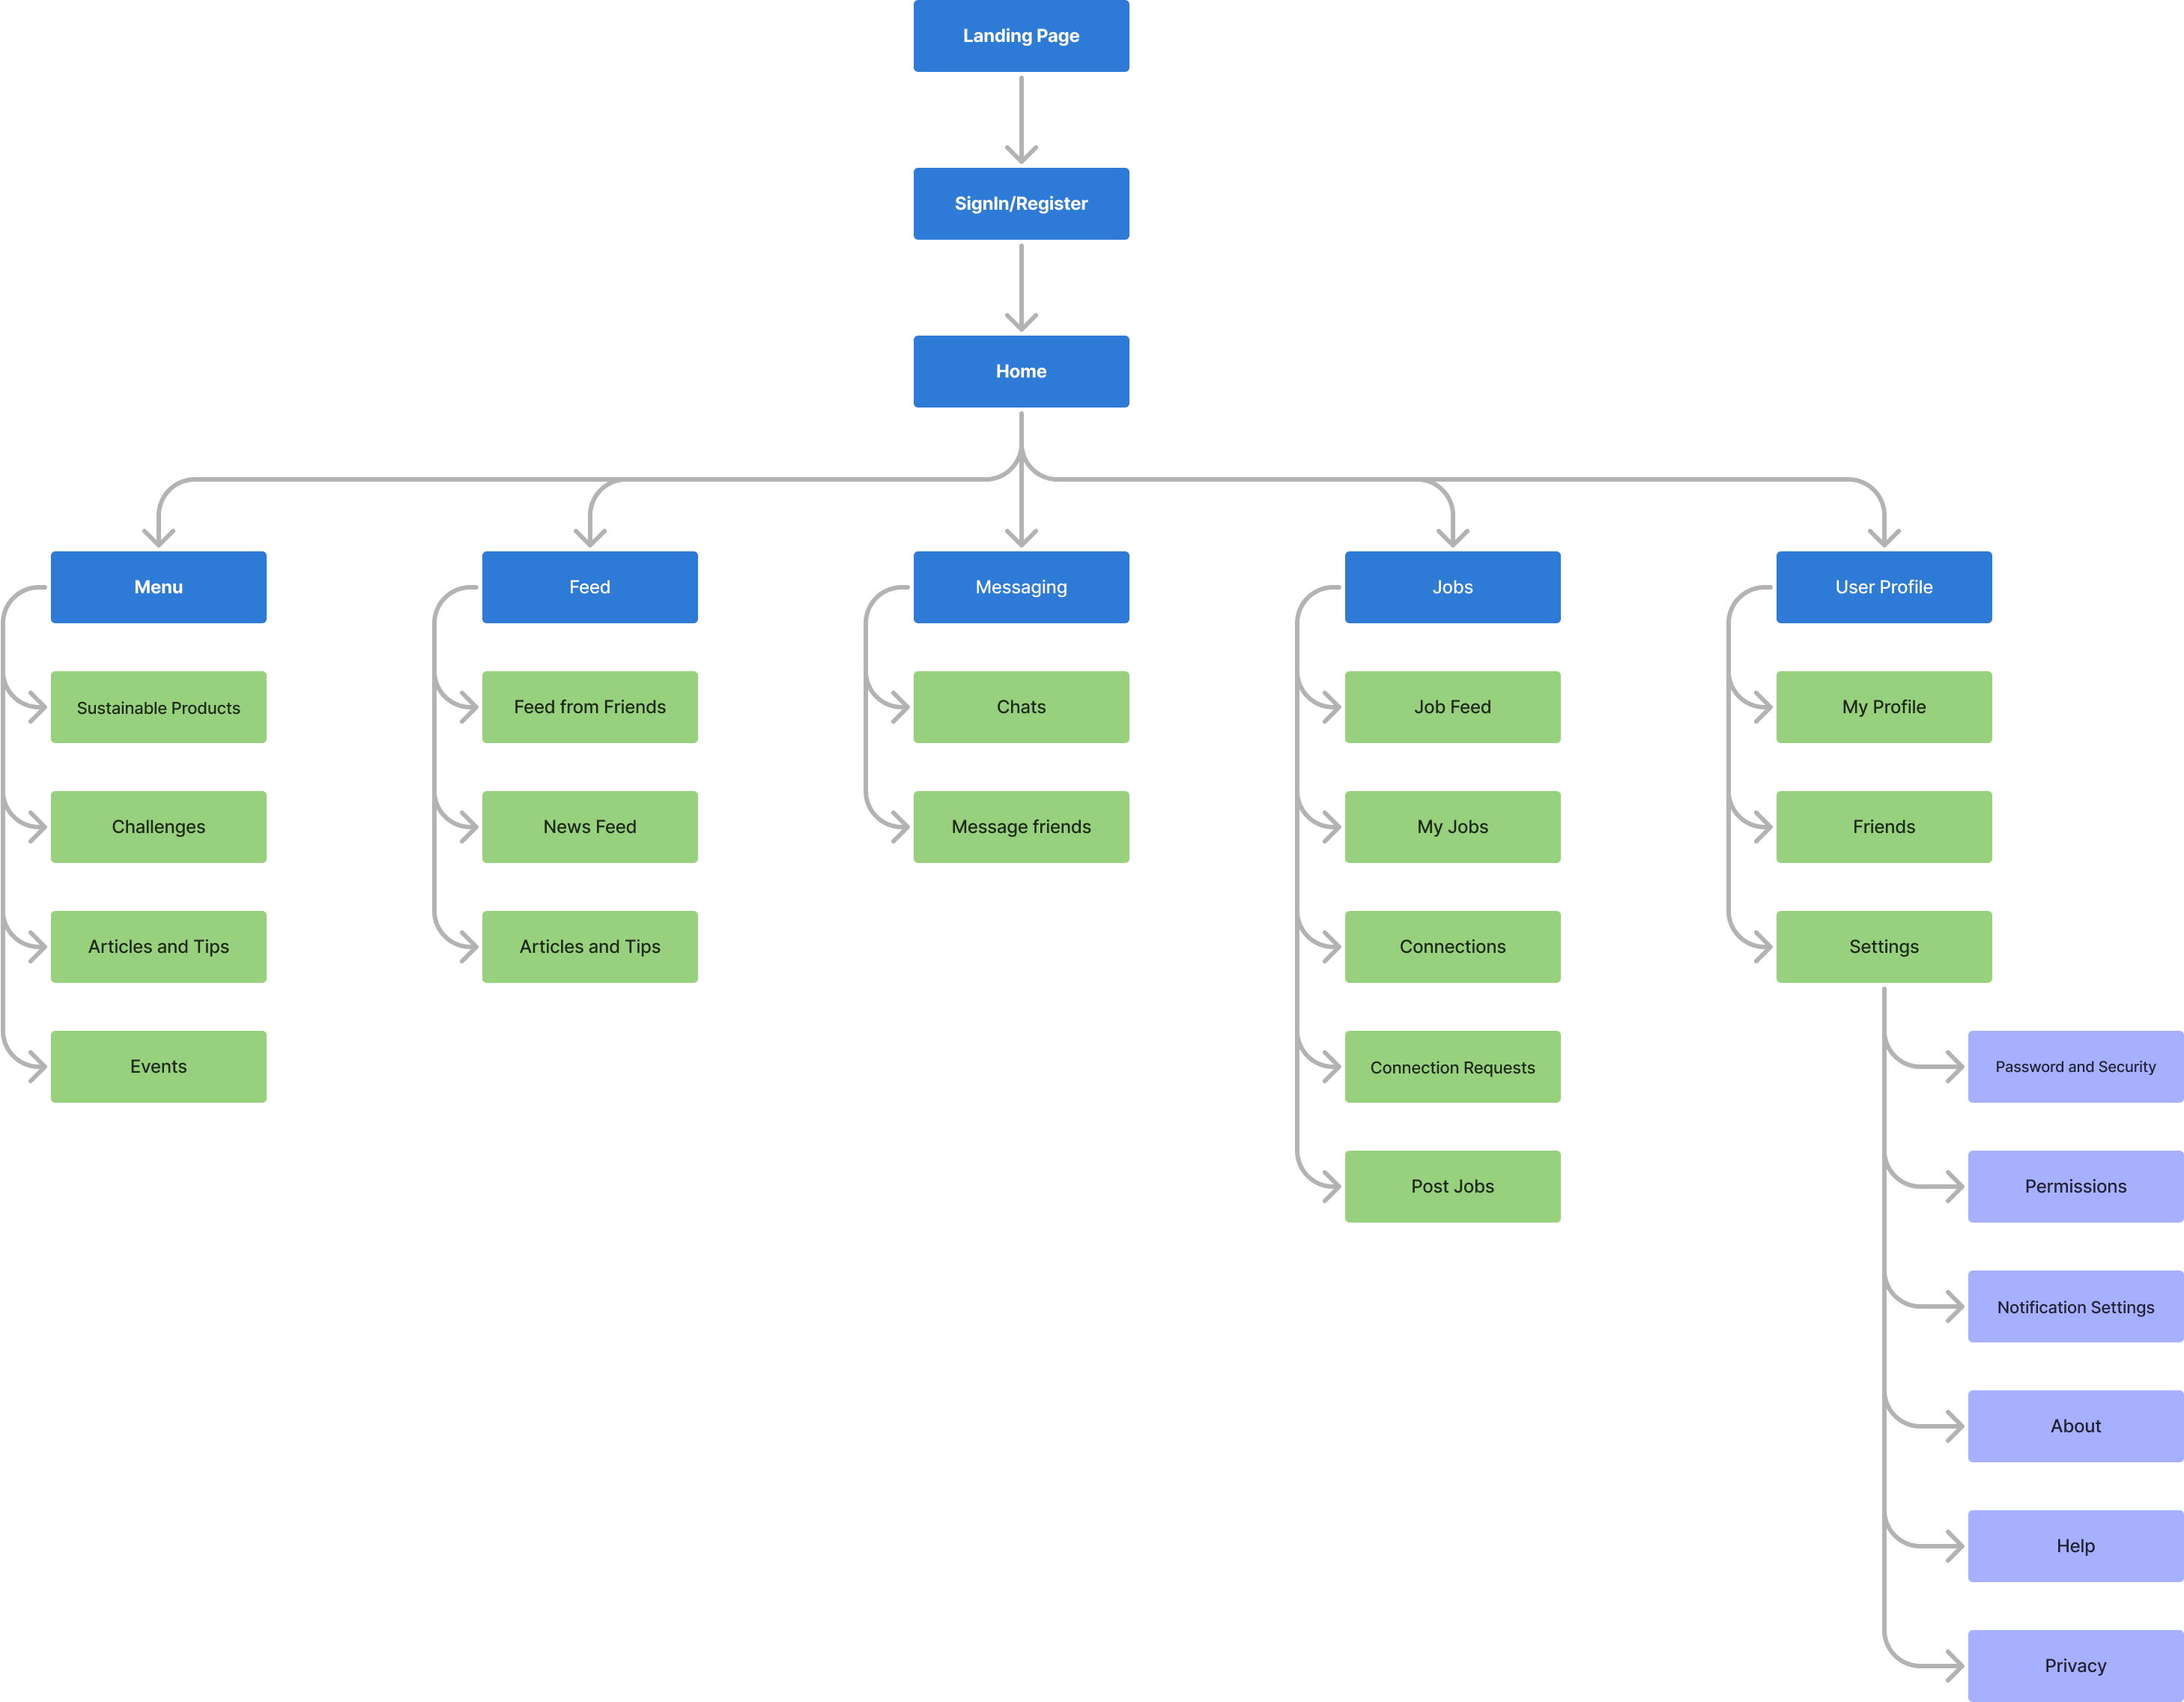 Landing Page
SignIn/Register
Home
Menu
Sustainable Products
Challenges
Articles and Tips
Events
Feed
Feed from Friends
News Feed
Articles and Tips
Messaging
Chats
Message friends
Jobs
Job Feed
My Jobs
Connections
Connection Requests
Post Jobs
User Profile
My Profile
Friends
Settings
Password and Security
Permissions
Notification Settings
About
Help
Privacy